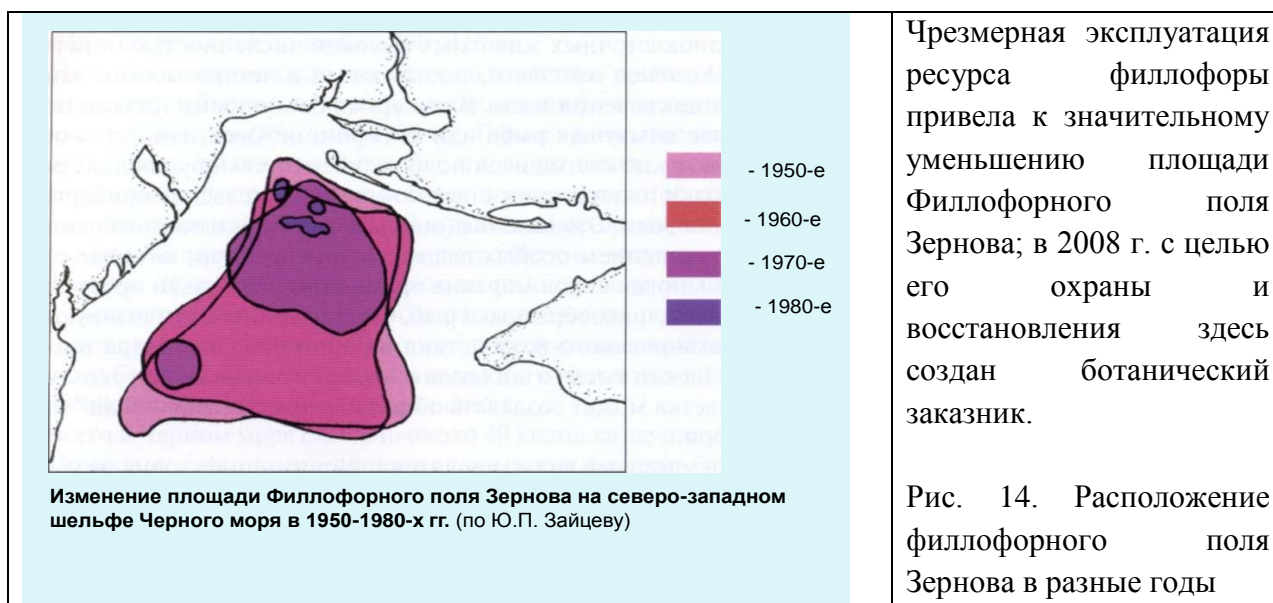 - 1950-е
- 1960-е
- 1970-е
- 1980-е
Изменение площади Филлофорного поля Зернова на северо-западном
шельфе Черного моря в 1950-1980-х гг. (по Ю.П. Зайцеву)
Чрезмерная эксплуатация
ресурса филлофоры
привела к значительному
уменьшению площади
Филлофорного поля
Зернова; в 2008 г. с целью
его охраны и
восстановления здесь
создан ботанический
заказник.
Рис. 14. Расположение
филлофорного поля
Зернова в разные годы